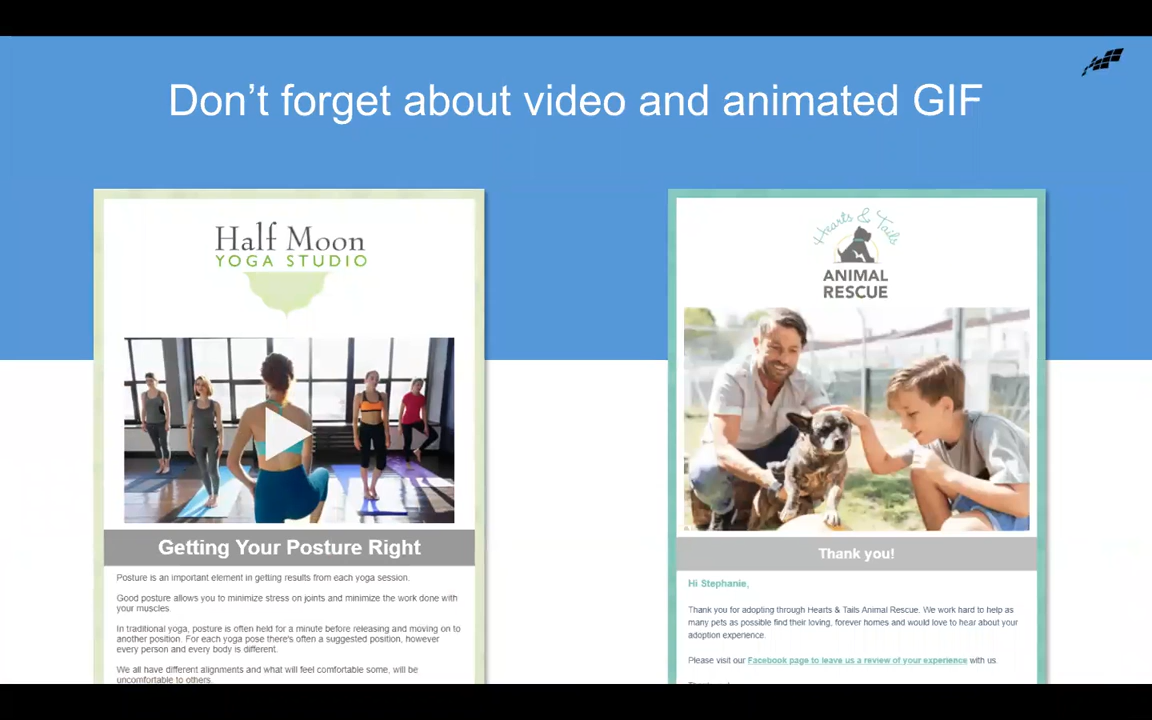 Don't forget about video and animated GIF
Half Moon
YOGA STUDIO
Getting Your Posture Right
Posture is an important element in getting results from each yoga session.
Good posture allows you to minimize stress on joints and minimize the work done with
your muscles.
In traditional yoga, posture is often held for a minute before releasing and moving on to
another position. For each yoga pose there's often a suggested position, however
every person and every body is different.
We all have different alignments and what will feel comfortable some, will be
uncomfortable to others.
Hearts & Tails
ANIMAL
RESCUE
Thank you!
Hi Stephanie,
Thank you for adopting through Hearts & Tails Animal Rescue. We work hard to help as
many pets as possible find their loving, forever homes and would love to hear about your
adoption experience.
Please visit our Facebook page to leave us a review of your experience with us